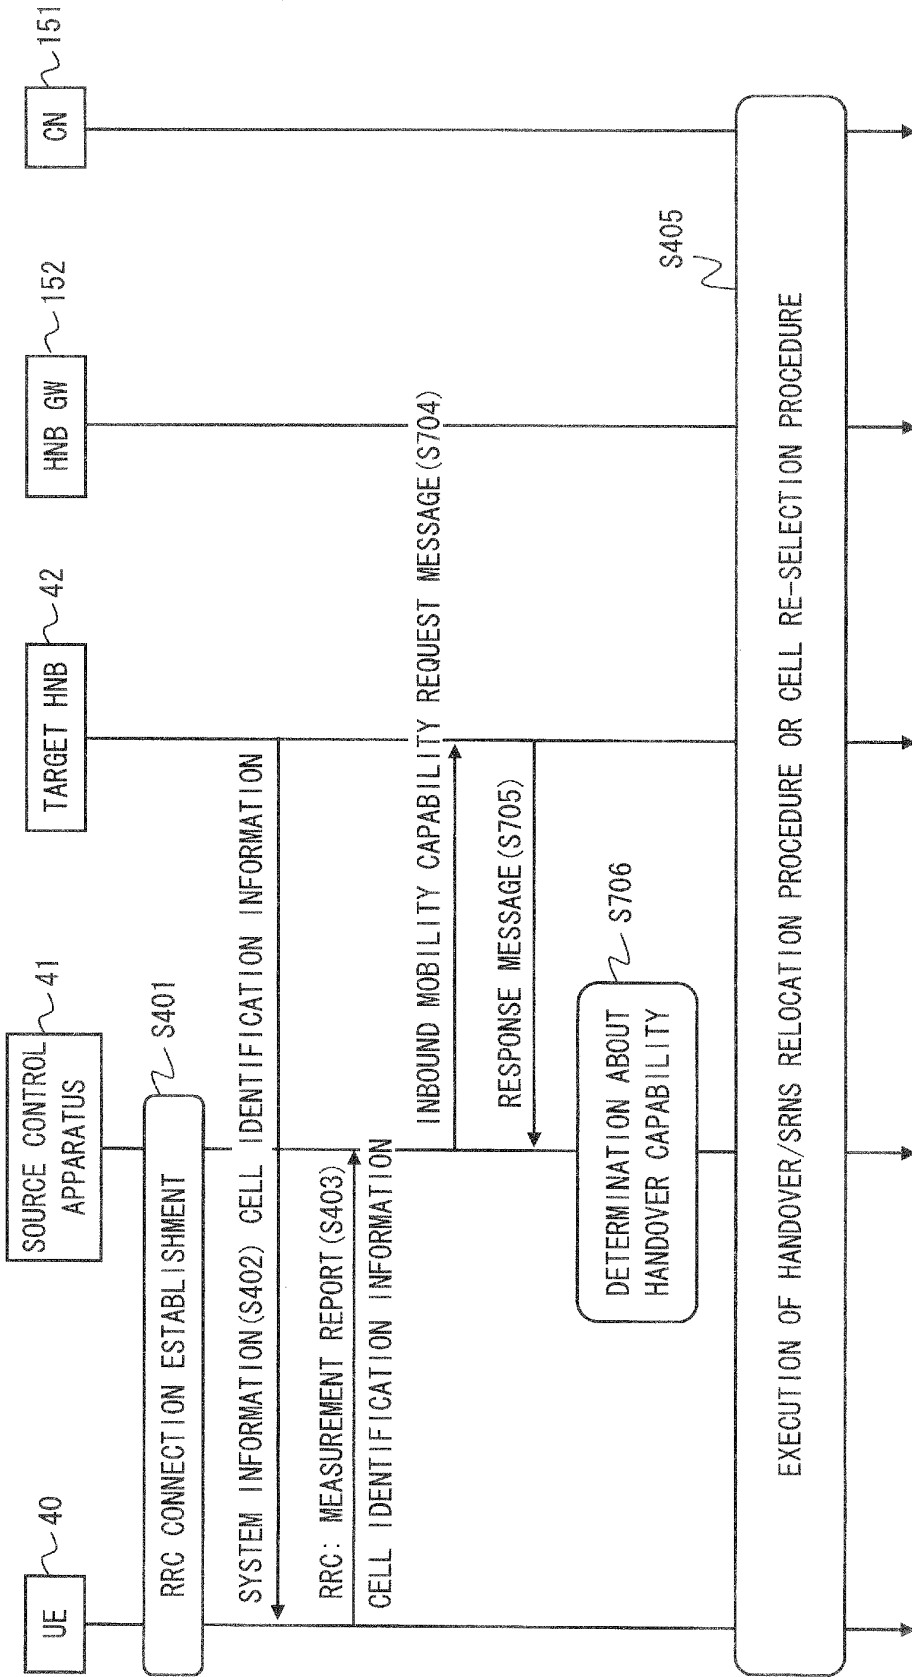 UE
40
SOURCE CONTROL
APPARATUS
41
TARGET HNB
42
HNB GW
152
CN
151
RRC CONNECTION ESTABLISHMENT
S401
SYSTEM INFORMATION(S402) CELL IDENTIFICATION INFORMATION
RRC: MEASUREMENT REPORT(S403)
CELL IDENTIFICATION INFORMATION
INBOUND MOBILITY CAPABILITY REQUEST MESSAGE(S704)
RESPONSE MESSAGE(S705)
DETERMINATION ABOUT
HANDOVER CAPABILITY
S706
S405
EXECUTION OF HANDOVER/SRNS RELOCATION PROCEDURE OR CELL RE-SELECTION PROCEDURE